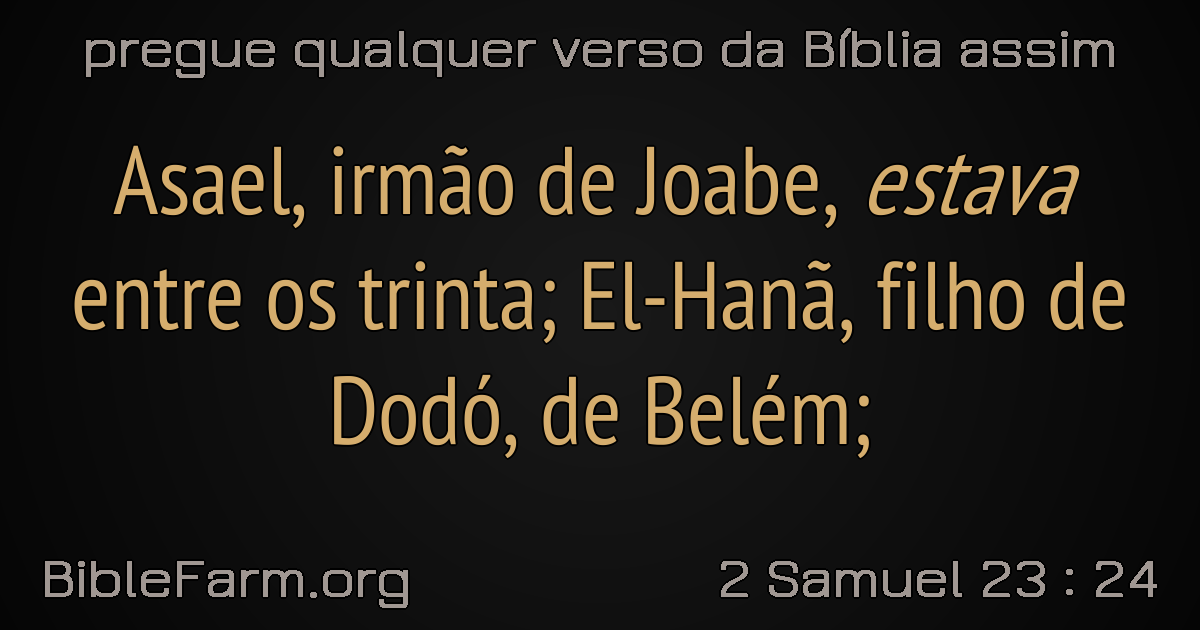 pregue qualquer verso da Bíblia assim
Asael, irmão de Joabe, estava
entre os trinta; El-Hanã, filho de
Dodó, de Belém;
BibleFarm.org
2 Samuel 23 : 24